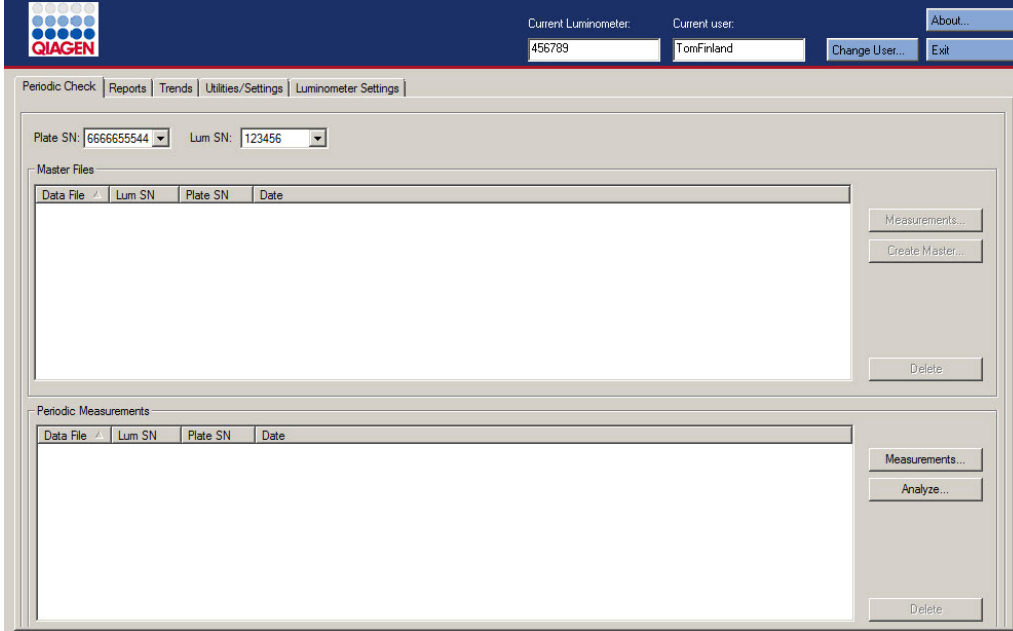 QIAGEN
Current Luminometer: Current user: About...
456789 TomFinland Change User... Exit
Periodic Check Reports Trends Utilities/Settings Luminometer Settings
Plate SN: 6666655544 Lum SN: 123456
Master Files
Data File Lum SN Plate SN Date
Measurements...
Create Master...
Delete
Periodic Measurements
Data File Lum SN Plate SN Date
Measurements...
Analyze...
Delete